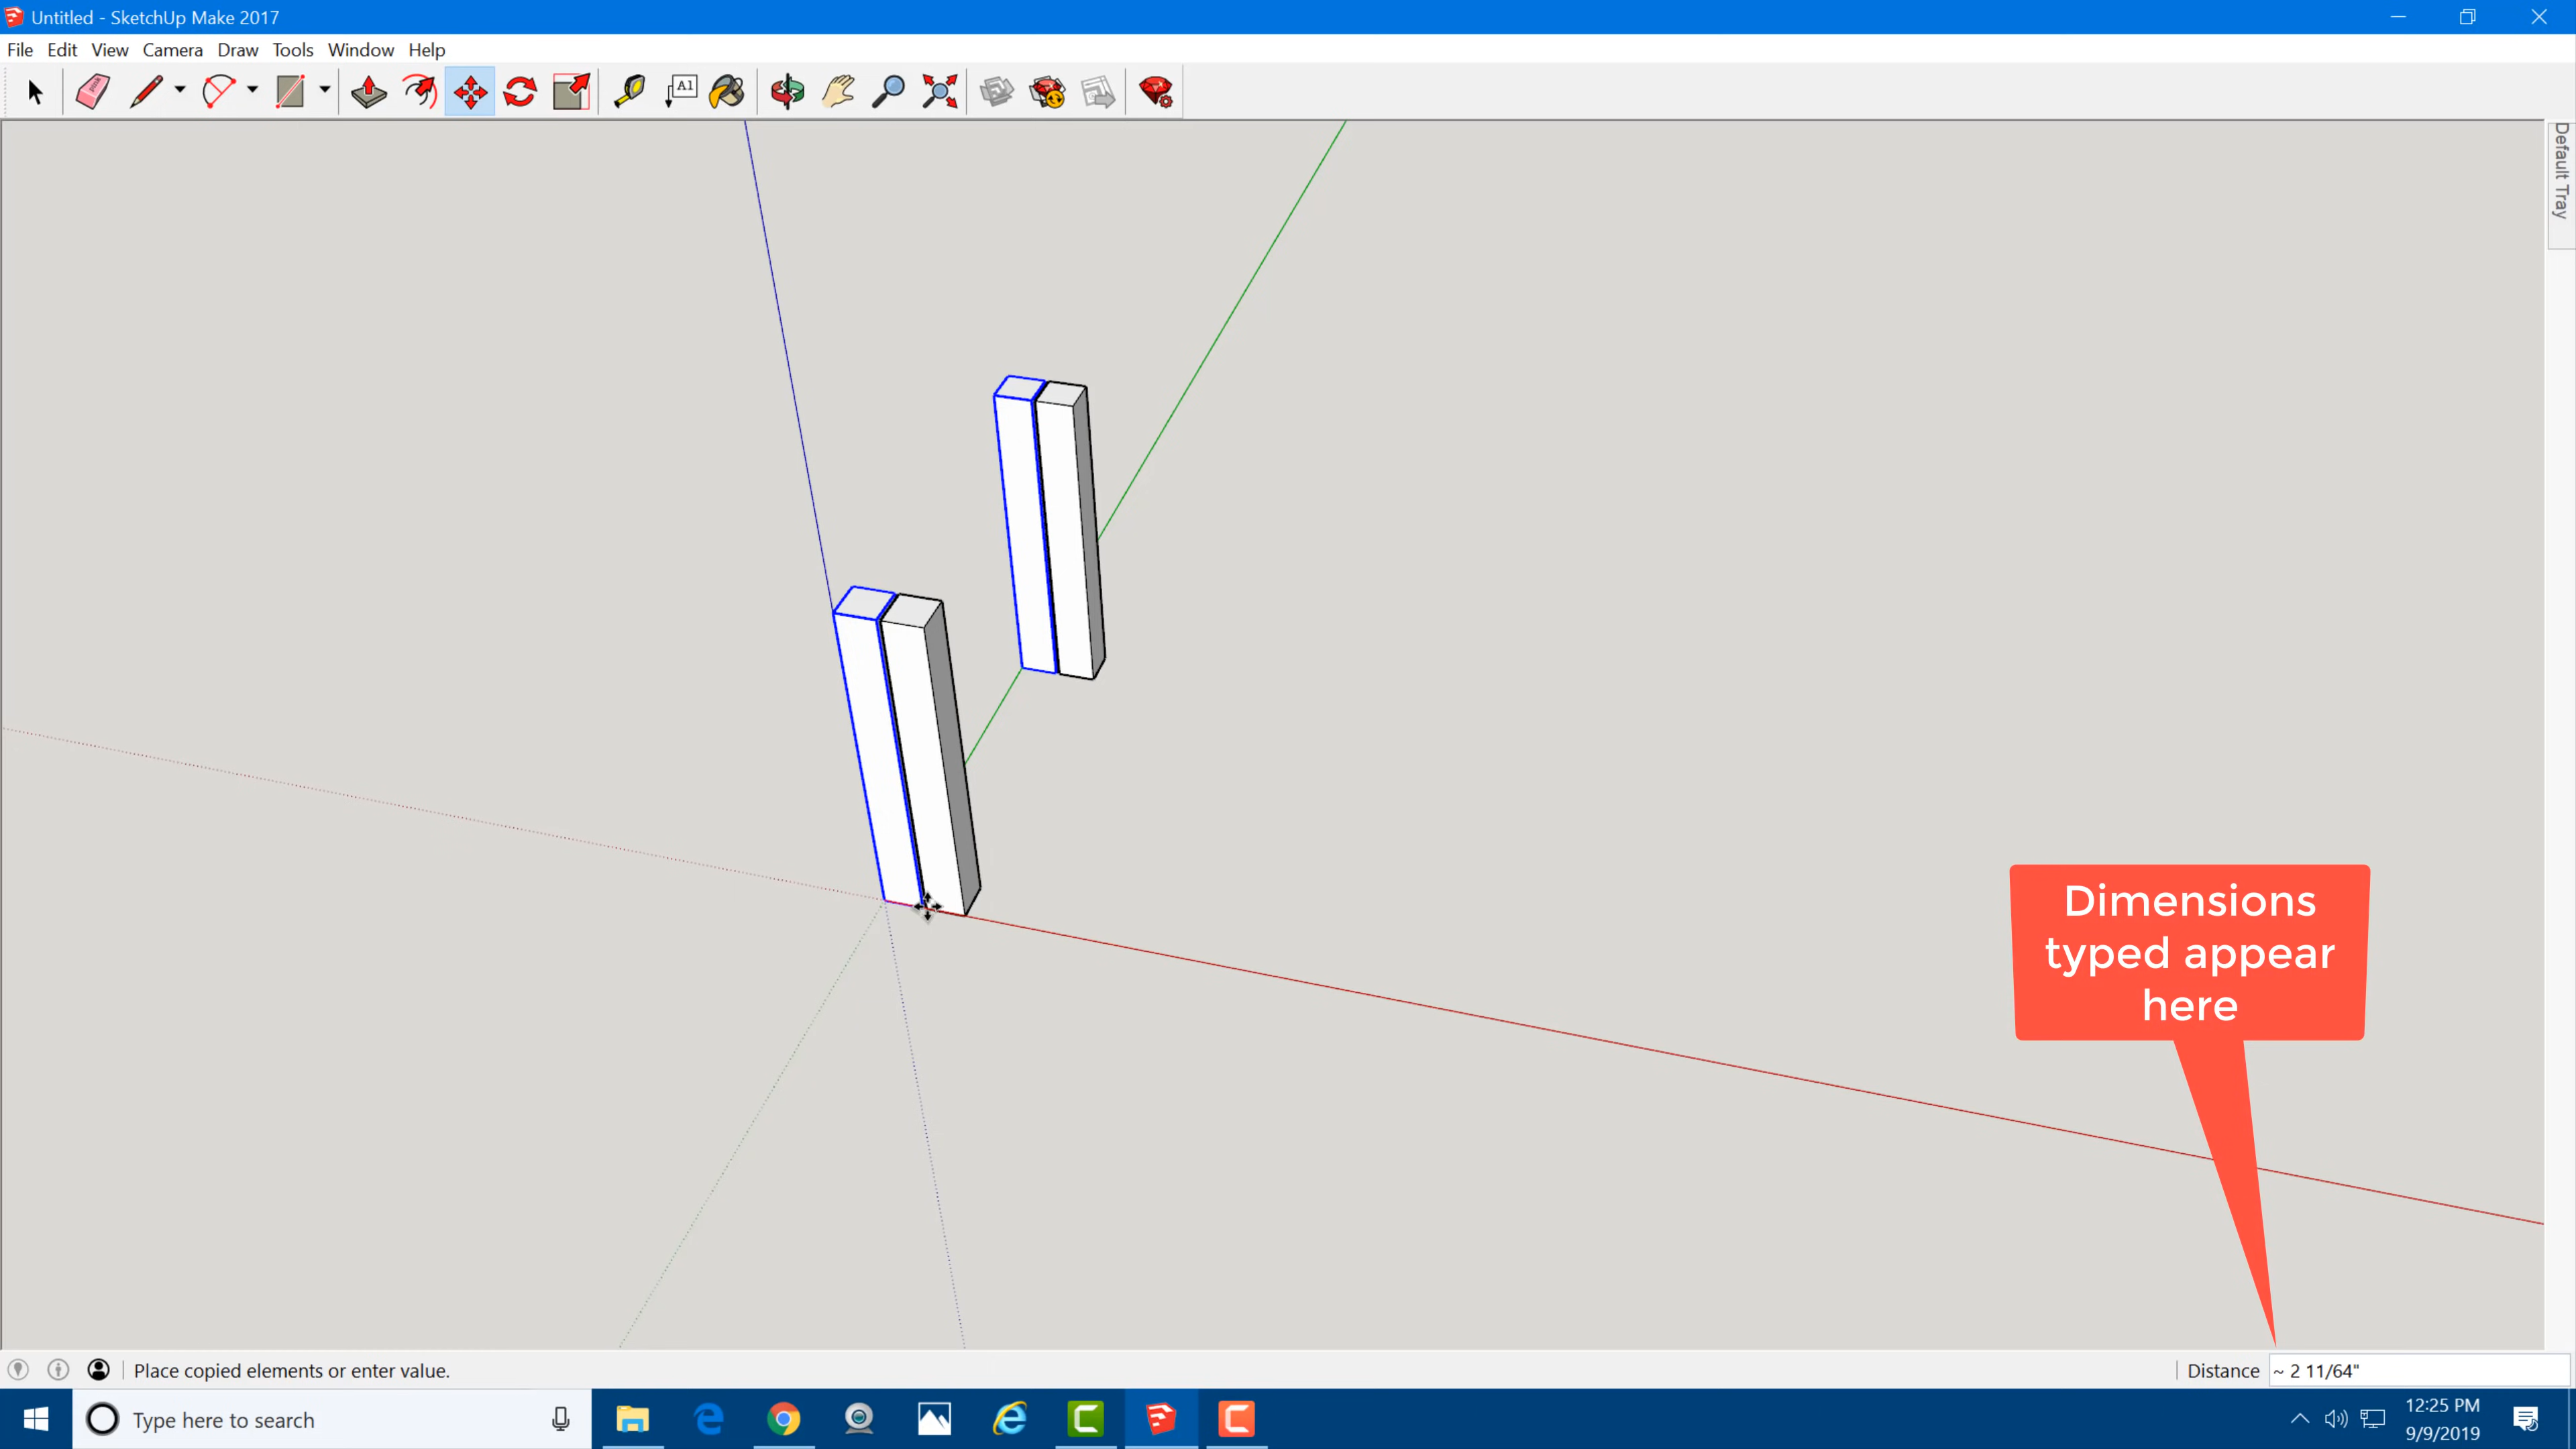 Untitled - SketchUp Make 2017
File Edit View Camera Draw Tools Window Help
A1
Default Tray
Dimensions
typed appear
here
Place copied elements or enter value.
Distance ~ 2 11/64"
Type here to search
12:25 PM
9/9/2019